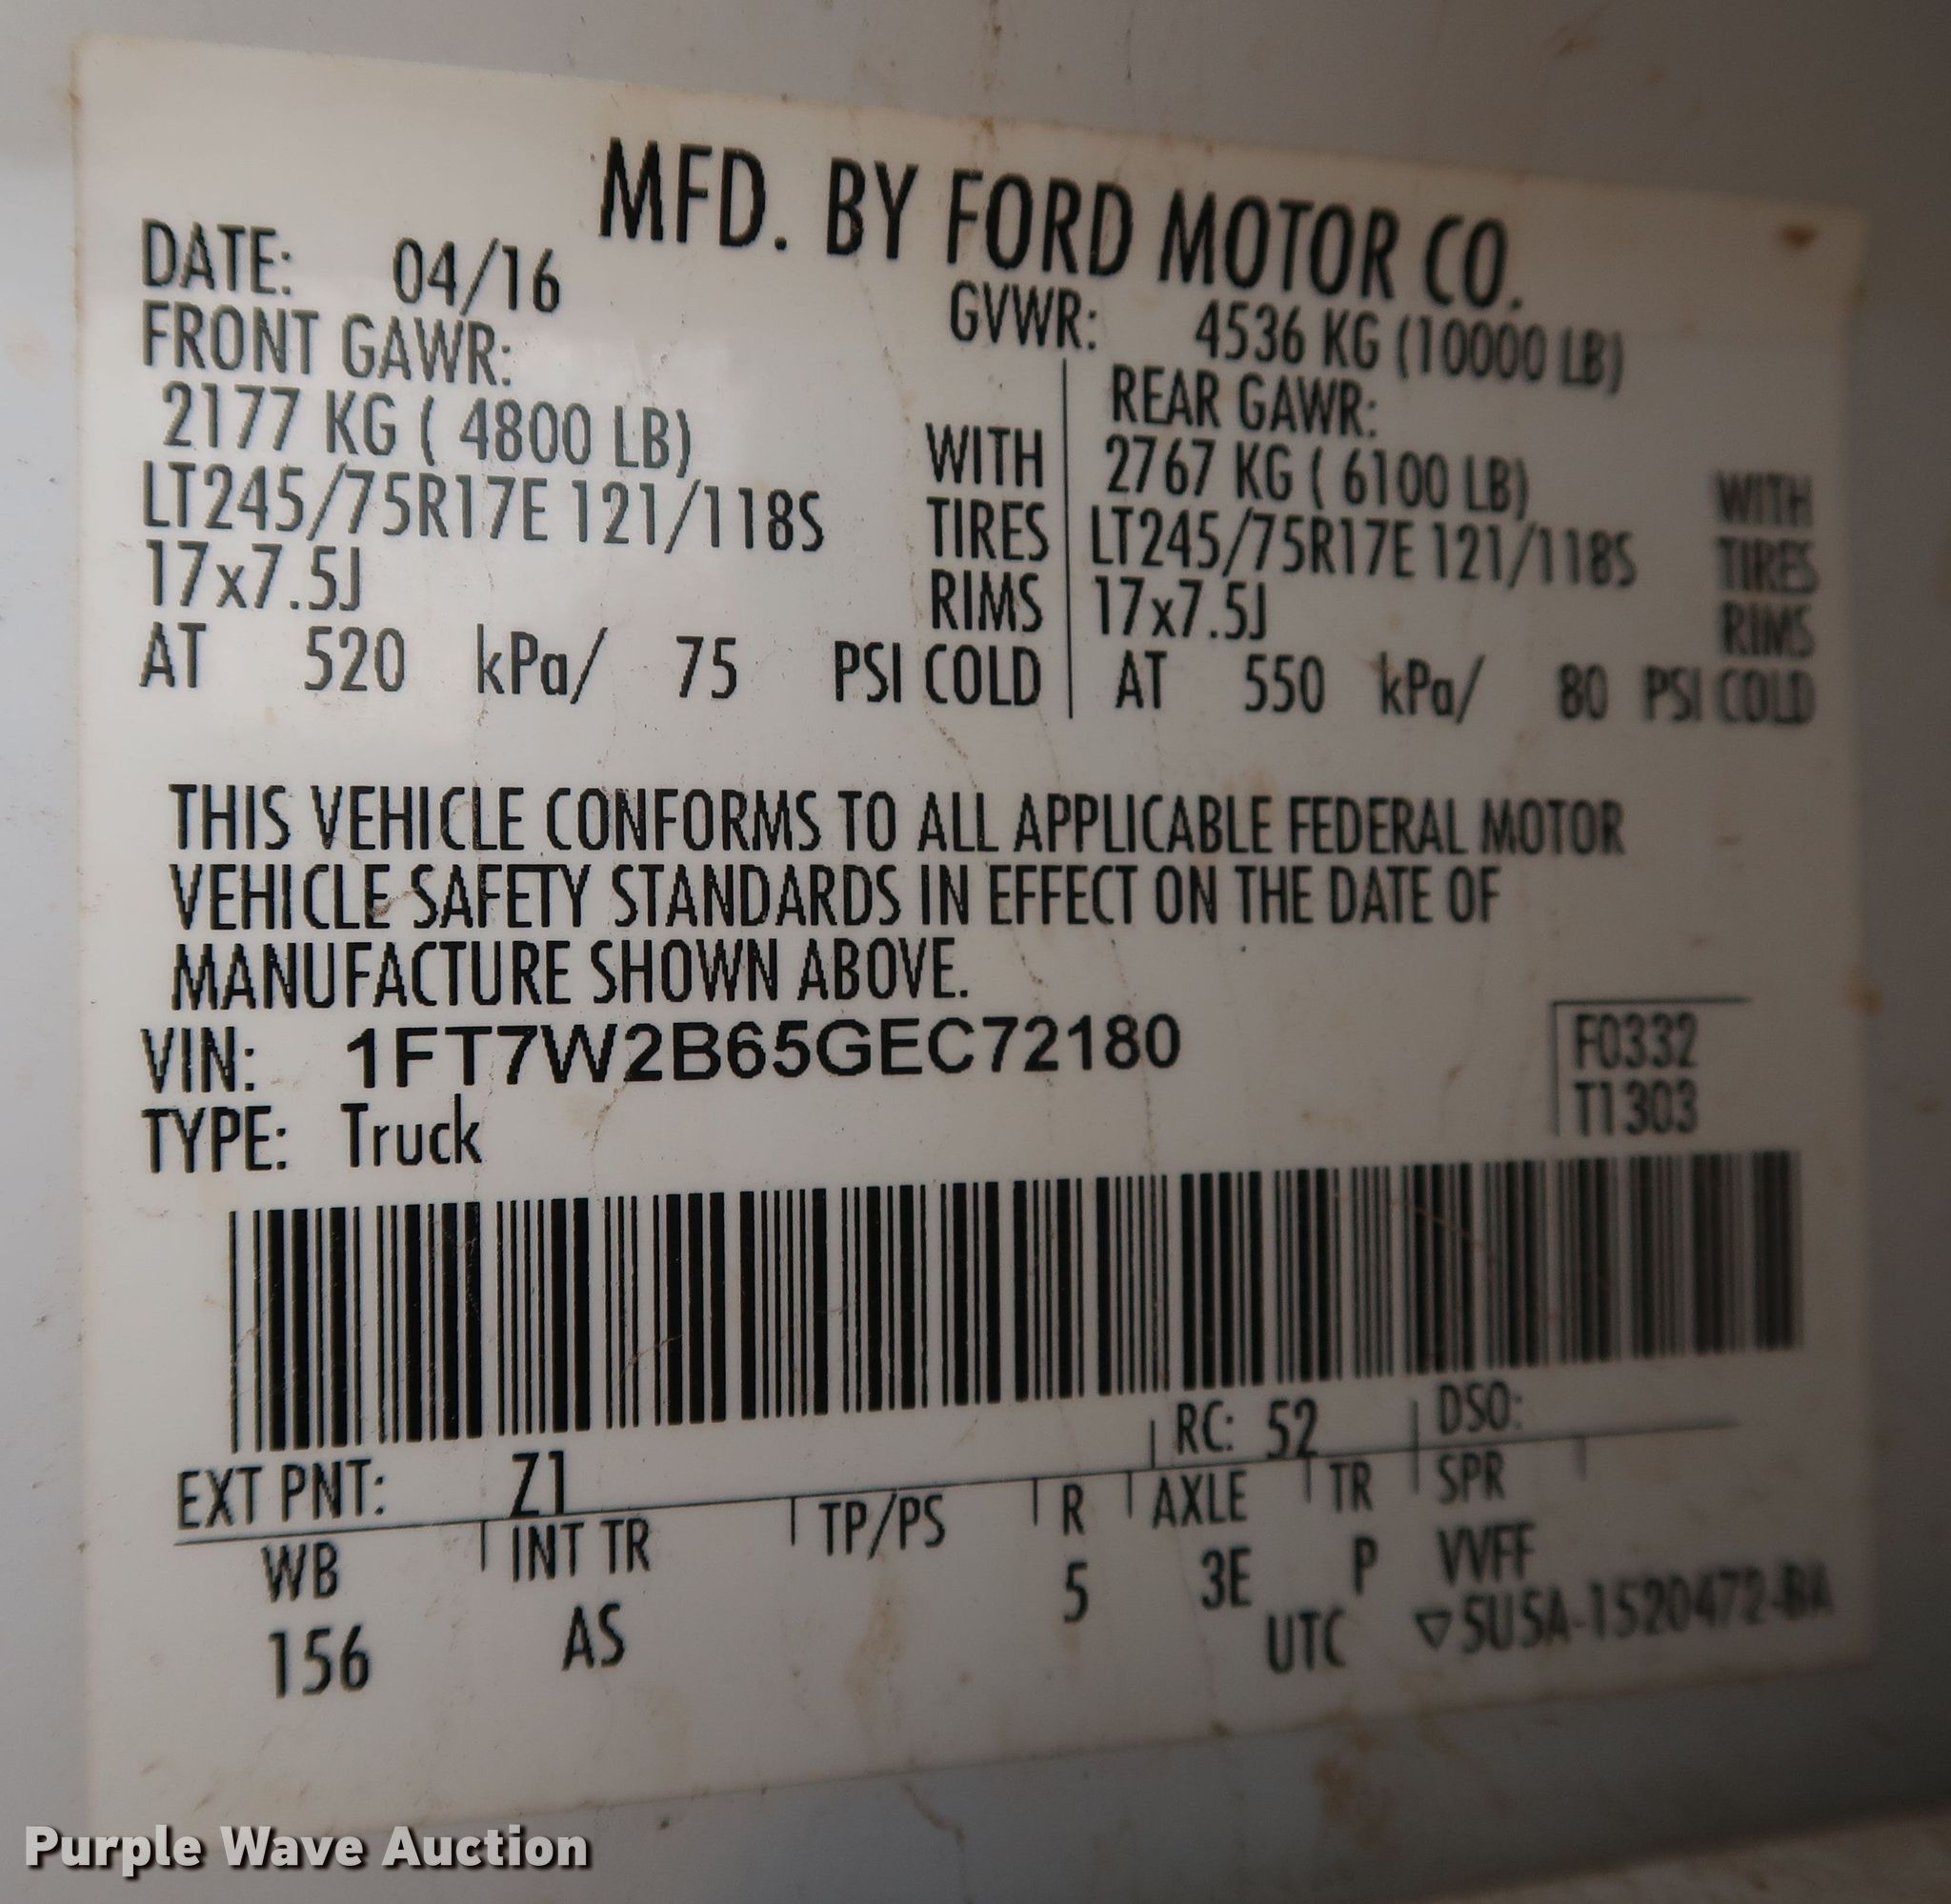 MFD. BY FORD MOTOR CO.
DATE: 04/16
GVWR: 4536 KG (10000 LB)
FRONT GAWR:
2177 KG ( 4800 LB) WITH
LT245/75R17E 121/118S TIRES
17x7.5J RIMS
AT 520 kPa/ 75 PSI COLD
REAR GAWR:
2767 KG ( 6100 LB) WITH
LT245/75R17E 121/118S TIRES
17x7.5J RIMS
AT 550 kPa/ 80 PSI COLD
THIS VEHICLE CONFORMS TO ALL APPLICABLE FEDERAL MOTOR
VEHICLE SAFETY STANDARDS IN EFFECT ON THE DATE OF
MANUFACTURE SHOWN ABOVE.
VIN: 1FT7W2B65GEC72180
TYPE: Truck
F0332
T1303
EXT PNT: Z1 RC: 52 DSO:
WB INT TR TP/PS R AXLE TR SPR
156 AS 5 3E P VVFF
UTC ▽5U5A-1520472-BA
Purple Wave Auction